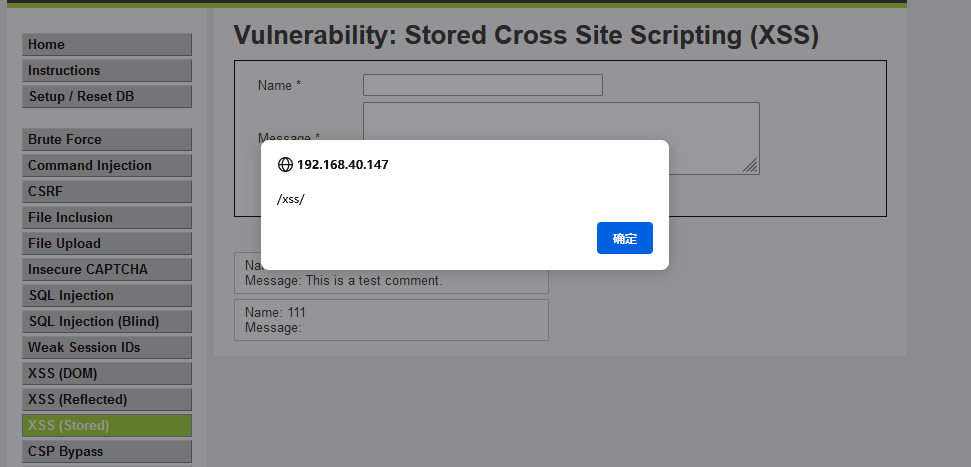 Home
Instructions
Setup / Reset DB
Brute Force
Command Injection
CSRF
File Inclusion
File Upload
Insecure CAPTCHA
SQL Injection
SQL Injection (Blind)
Weak Session IDs
XSS (DOM)
XSS (Reflected)
XSS (Stored)
CSP Bypass
Vulnerability: Stored Cross Site Scripting (XSS)
Name *
Message *
192.168.40.147
/xss/
确定
Message: This is a test comment.
Name: 111
Message: